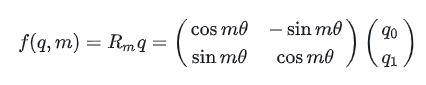 f(q, m) = R_m q = \begin{pmatrix} \cos m\theta & -\sin m\theta \\ \sin m\theta & \cos m\theta \end{pmatrix} \begin{pmatrix} q_0 \\ q_1 \end{pmatrix}